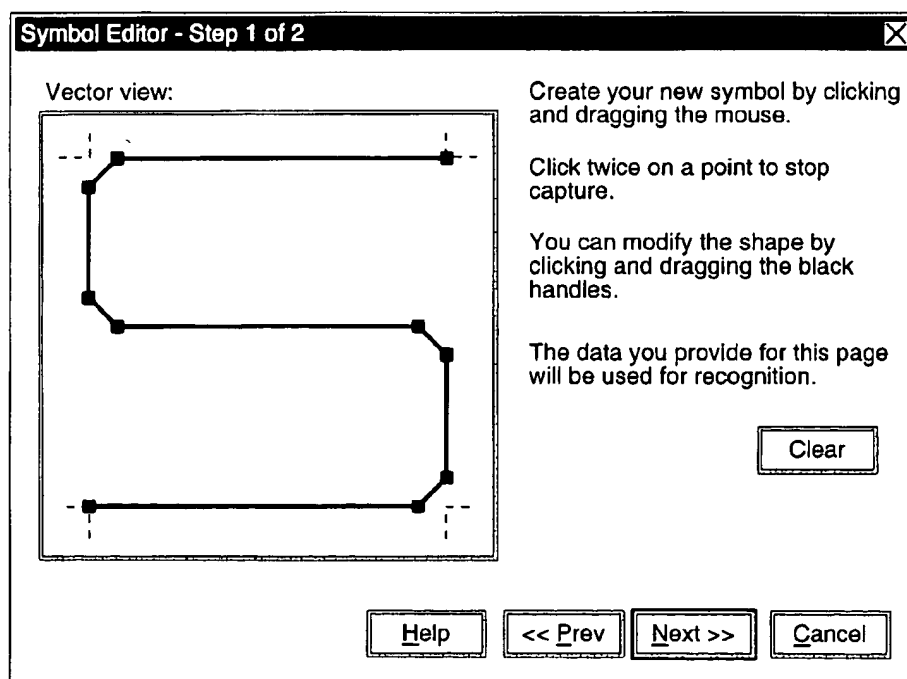 Symbol Editor - Step 1 of 2
Vector view:
Create your new symbol by clicking
and dragging the mouse.
Click twice on a point to stop
capture.
You can modify the shape by
clicking and dragging the black
handles.
The data you provide for this page
will be used for recognition.
Clear
Help
<< Prev
Next >>
Cancel